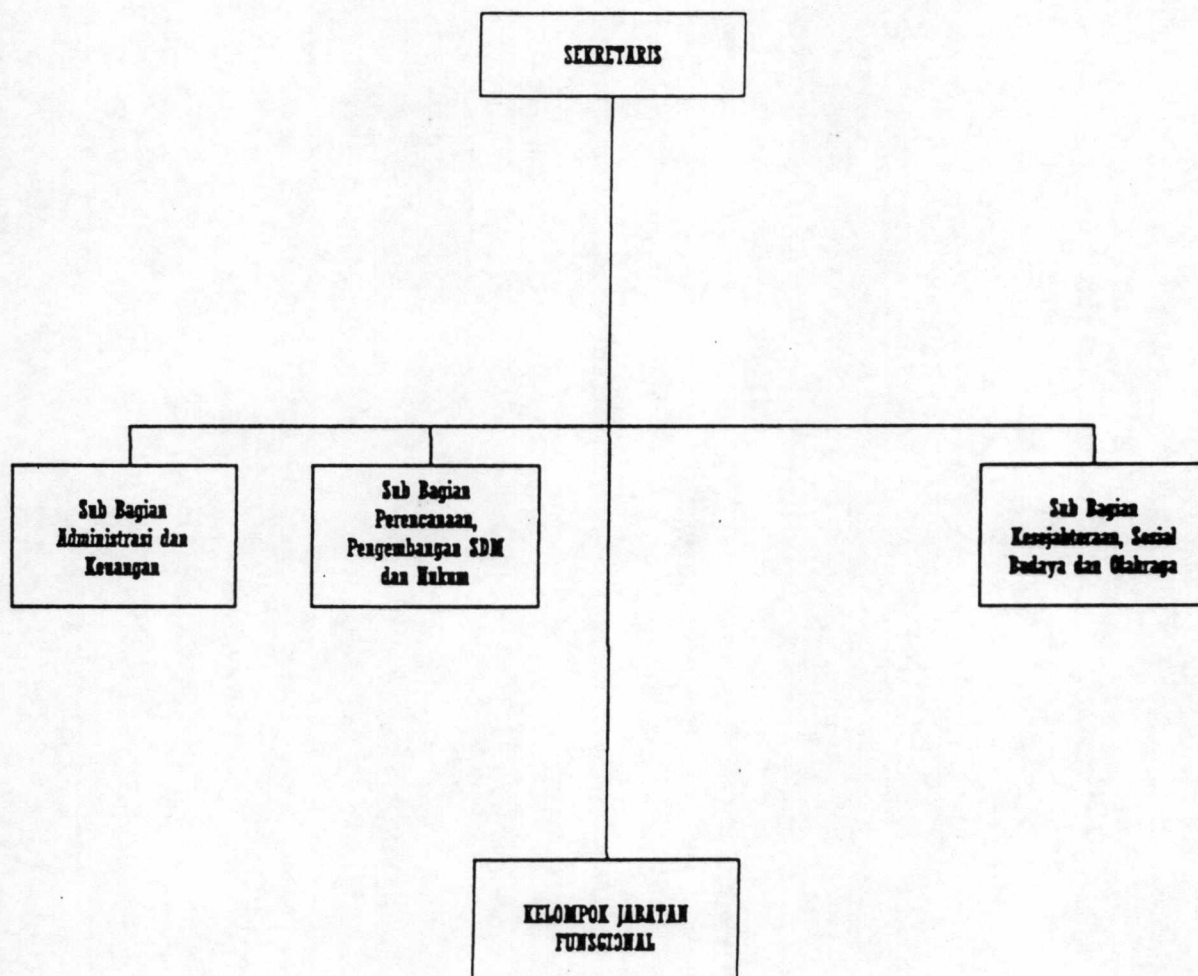 SEKRETARIS
Sub Bagian
Administrasi dan
Keuangan
Sub Bagian
Perencanaan,
Pengembangan SDM
dan Hukum
Sub Bagian
Kesejahteraan, Sosial
Budaya dan Olahraga
KELOMPOK JABATAN
FUNSGIONAL